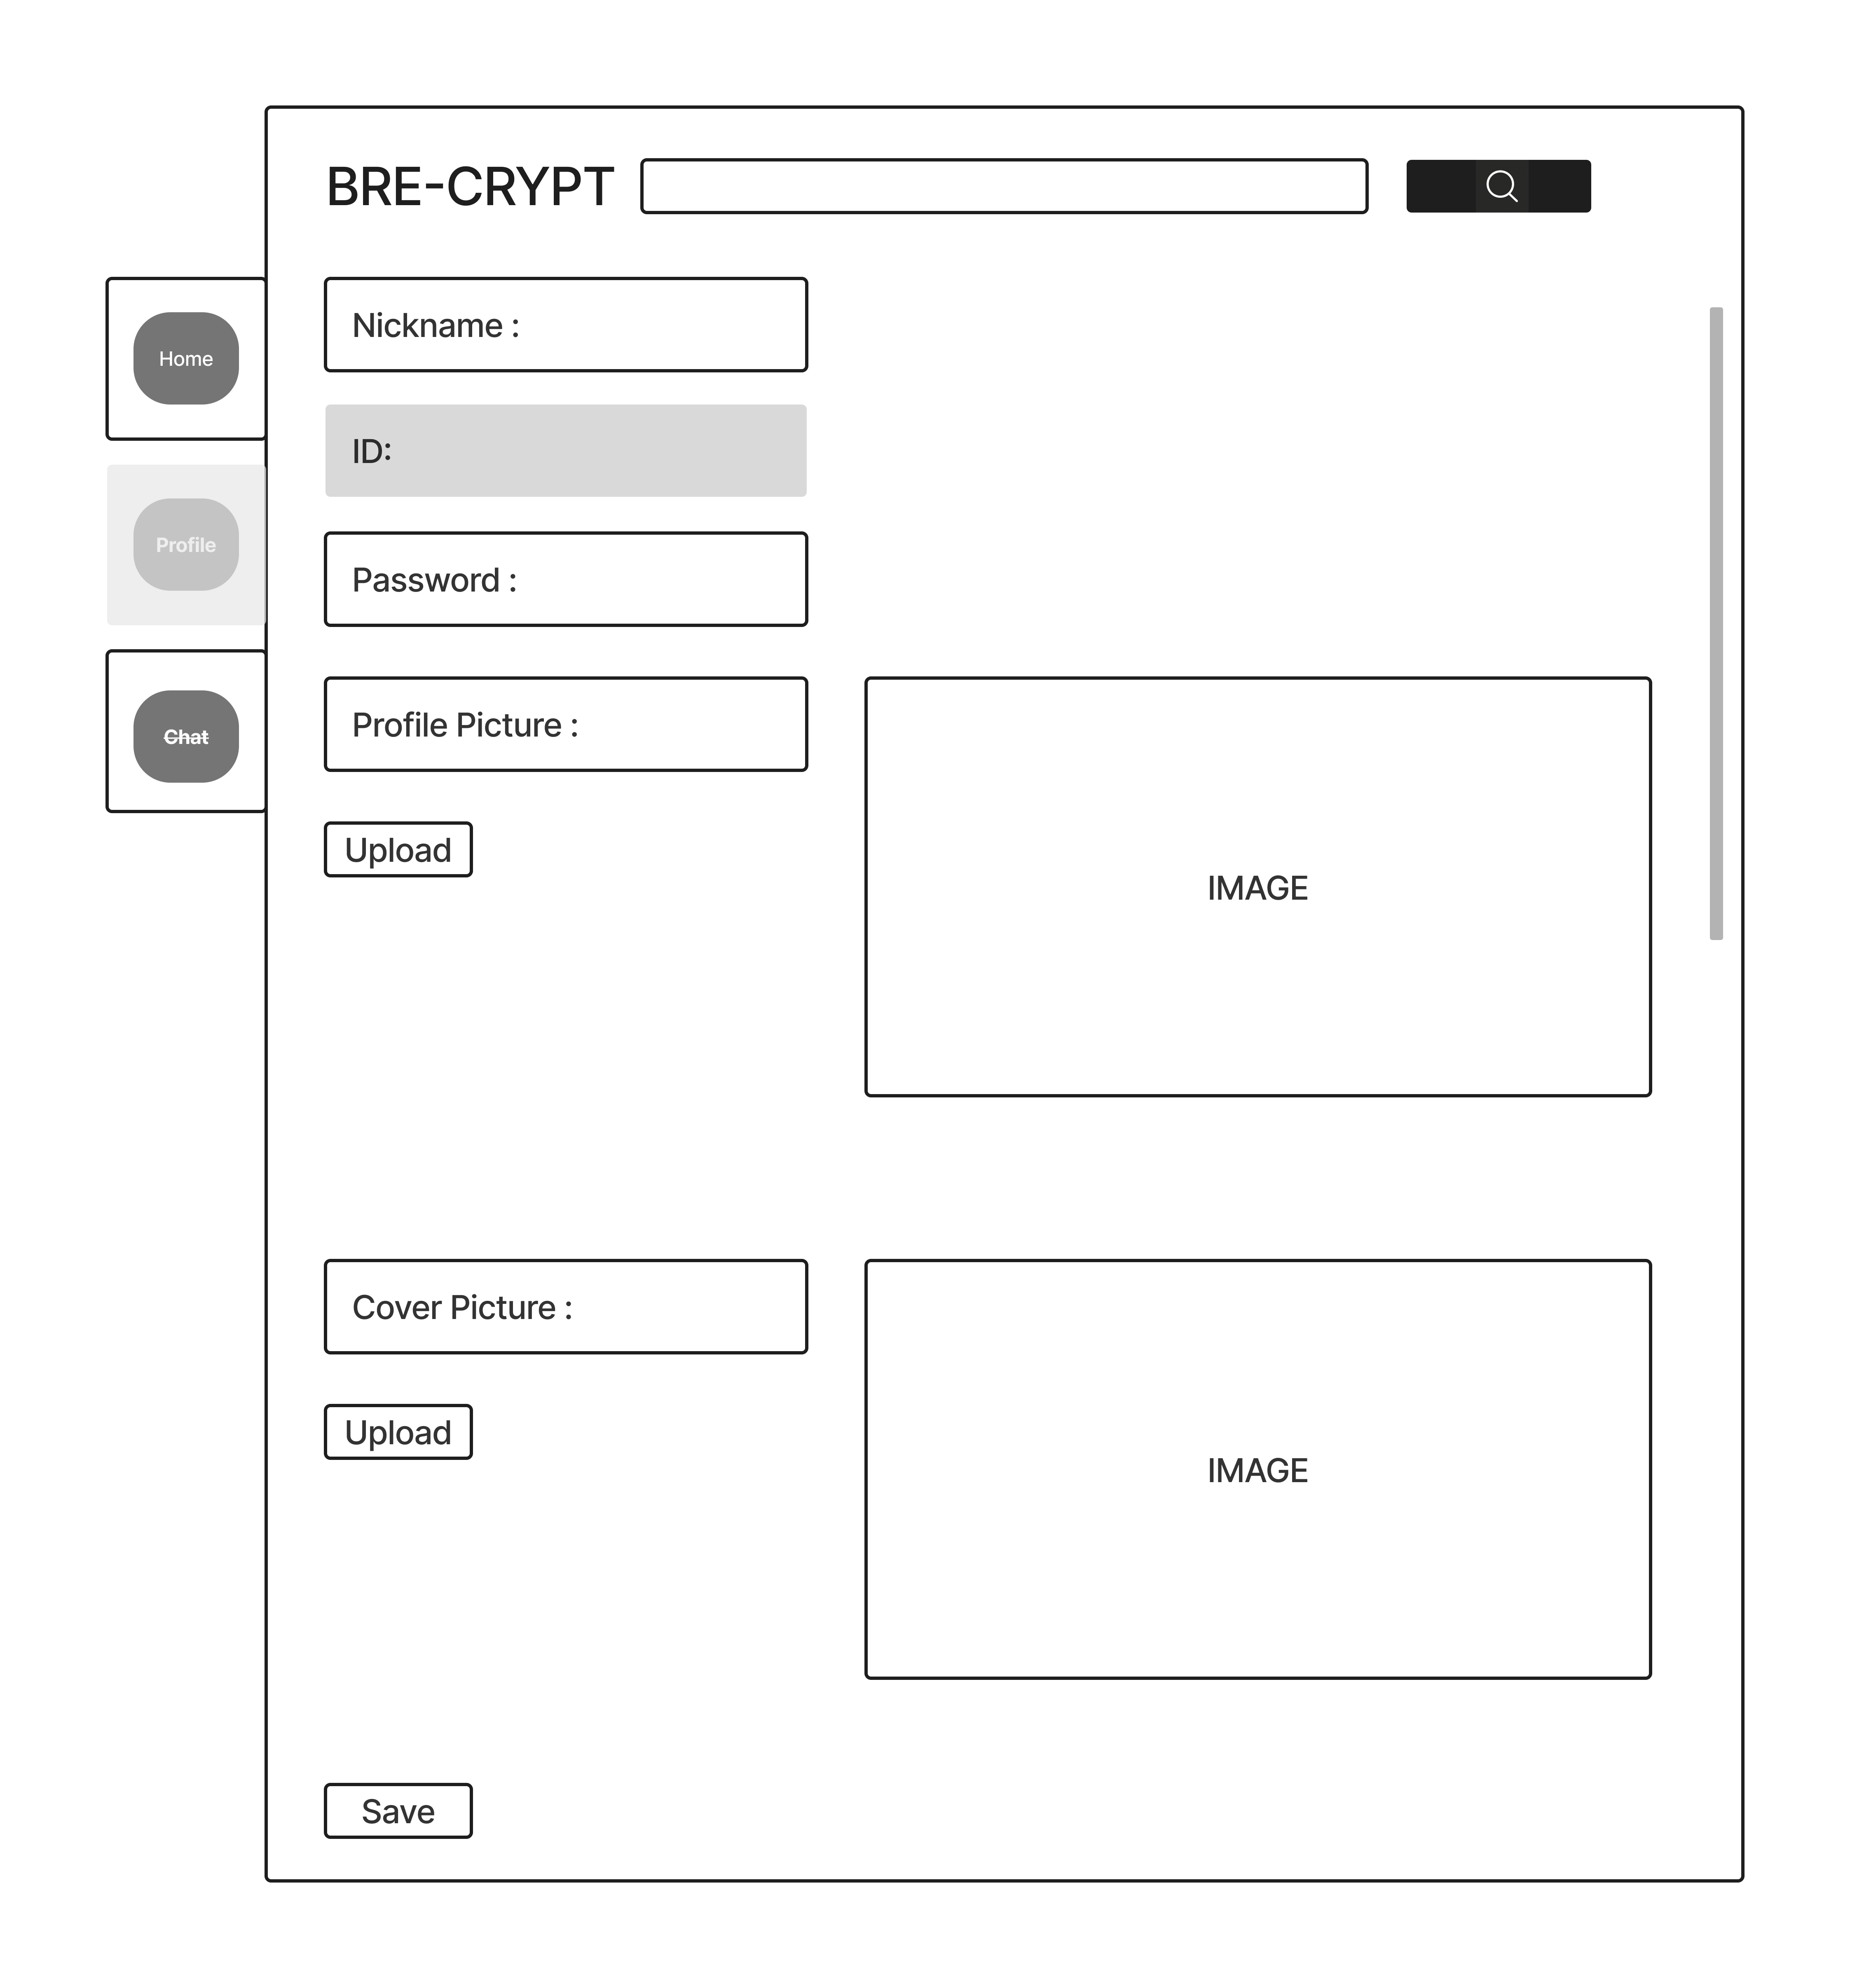 BRE-CRYPT
Home
Profile
Chat
Nickname :
ID:
Password :
Profile Picture :
Upload
IMAGE
Cover Picture :
Upload
IMAGE
Save